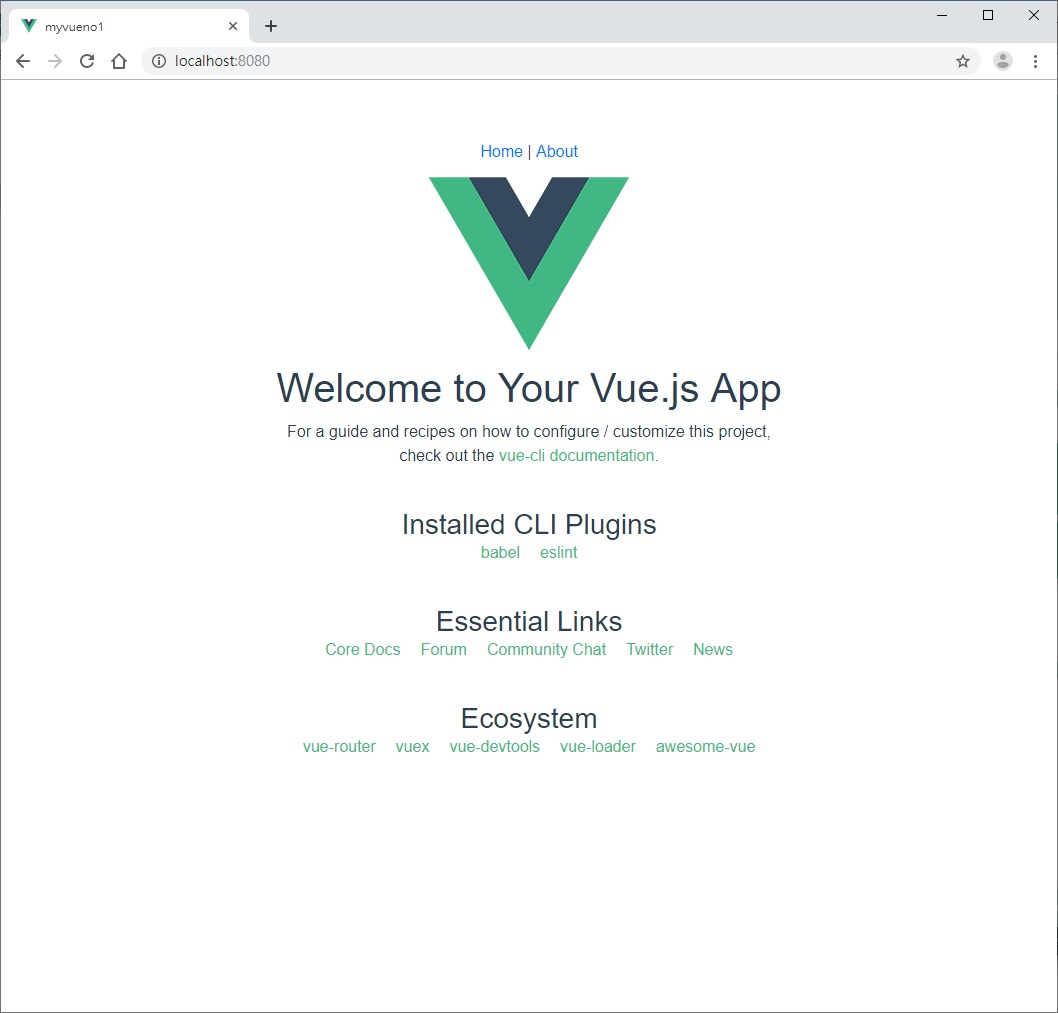 myvueno1
localhost:8080
Home | About
Welcome to Your Vue.js App
For a guide and recipes on how to configure / customize this project,
check out the vue-cli documentation.
Installed CLI Plugins
babel eslint
Essential Links
Core Docs Forum Community Chat Twitter News
Ecosystem
vue-router vuex vue-devtools vue-loader awesome-vue